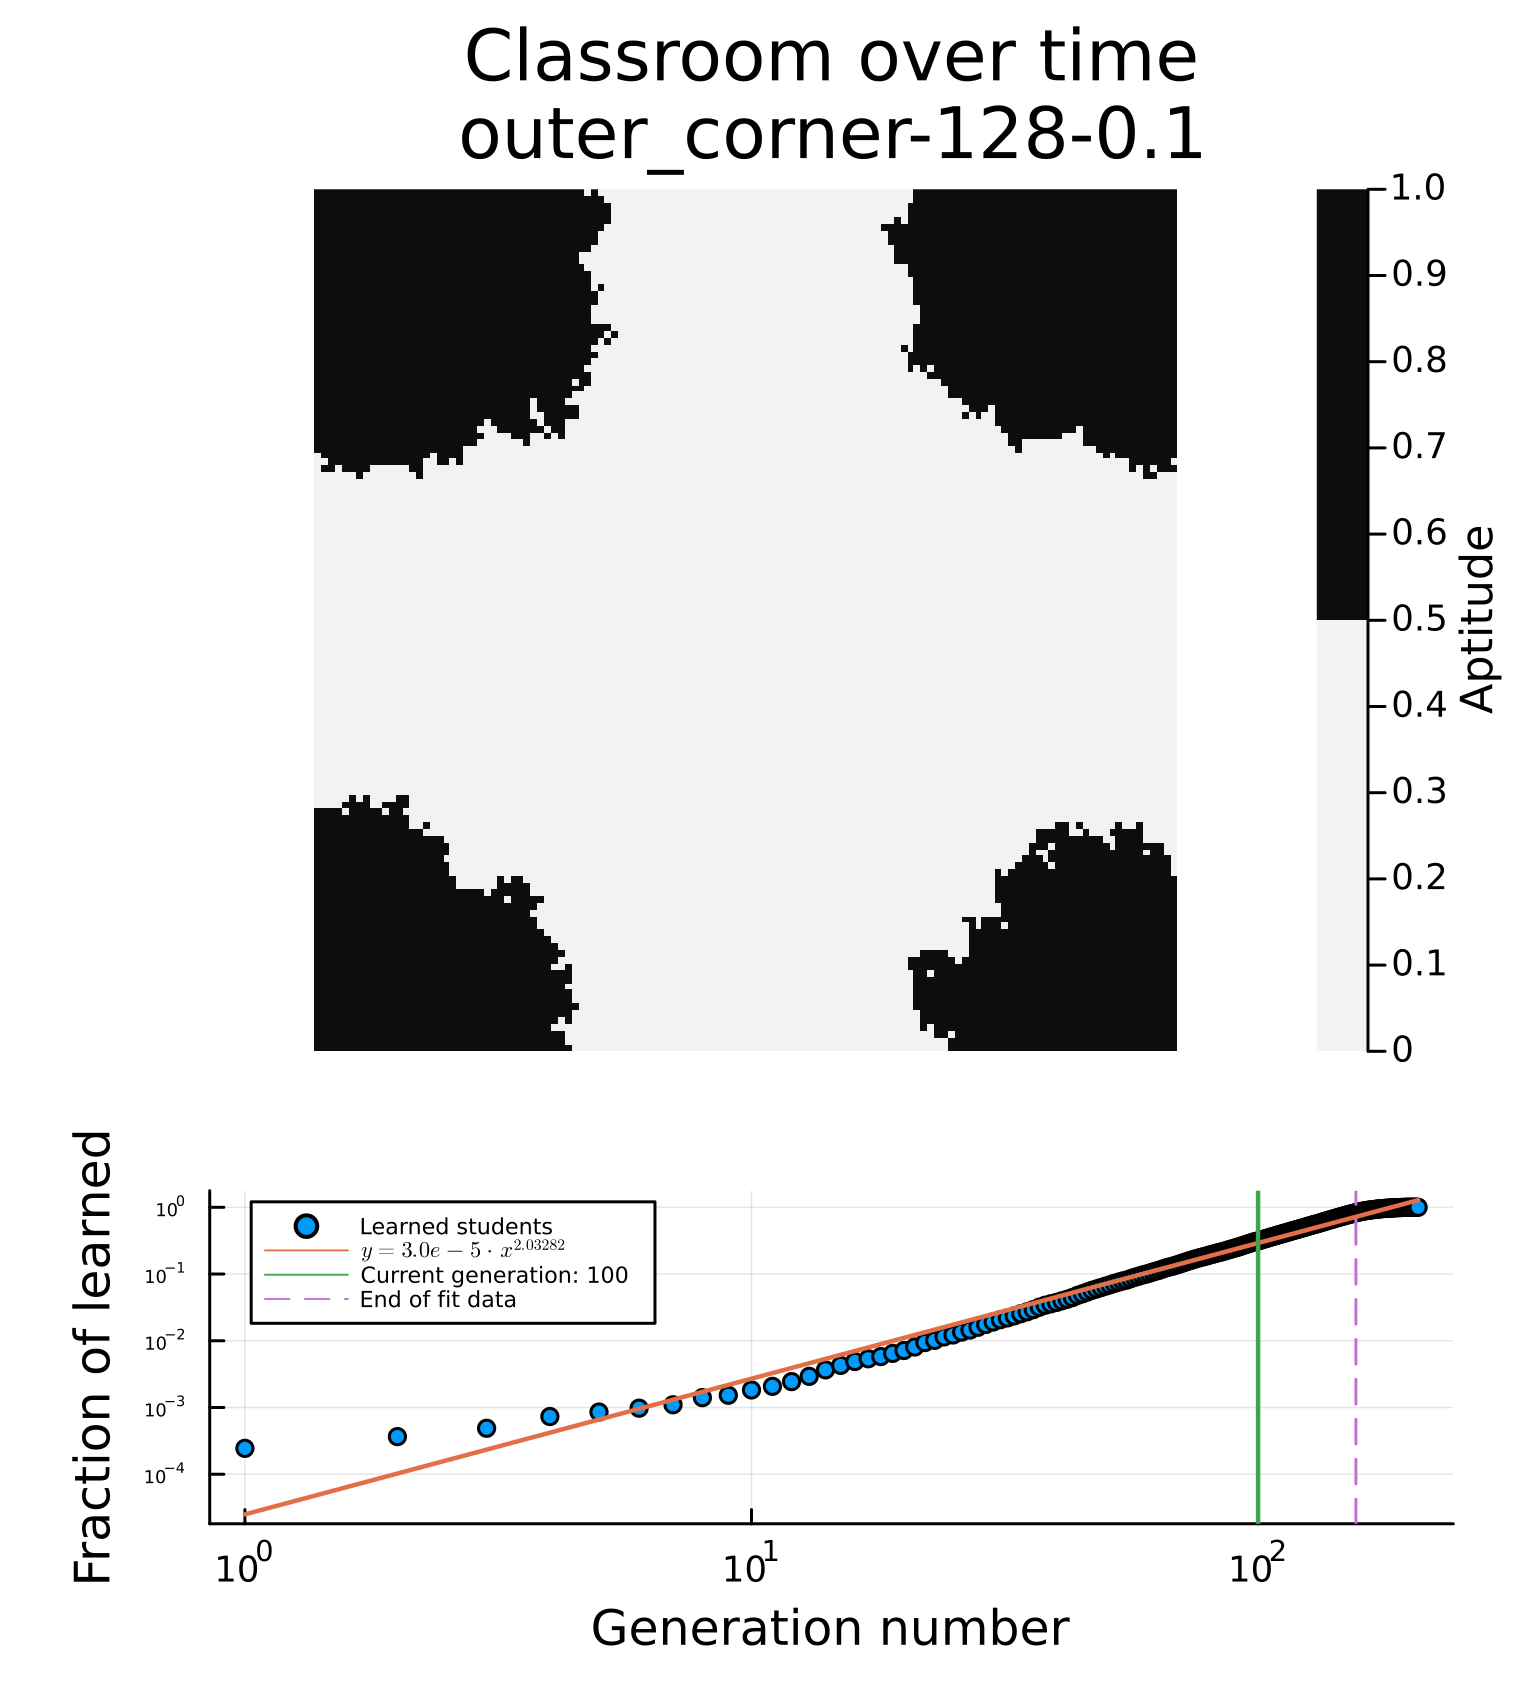 Classroom over time
outer_corner-128-0.1
1.0
0.9
0.8
0.7
0.6
0.5
0.4
0.3
0.2
0.1
0
Aptitude
Fraction of learned
10⁰
10⁻¹
10⁻²
10⁻³
10⁻⁴
Learned students
y = 3.0e − 5 · x^2.03282
Current generation: 100
End of fit data
10⁰ 10¹ 10²
Generation number